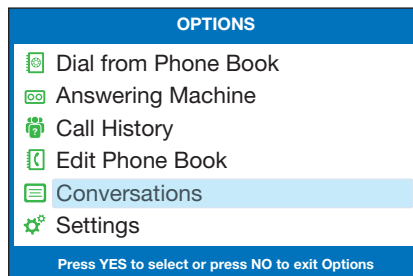 OPTIONS
Dial from Phone Book
Answering Machine
Call History
Edit Phone Book
Conversations
Settings
Press YES to select or press NO to exit Options